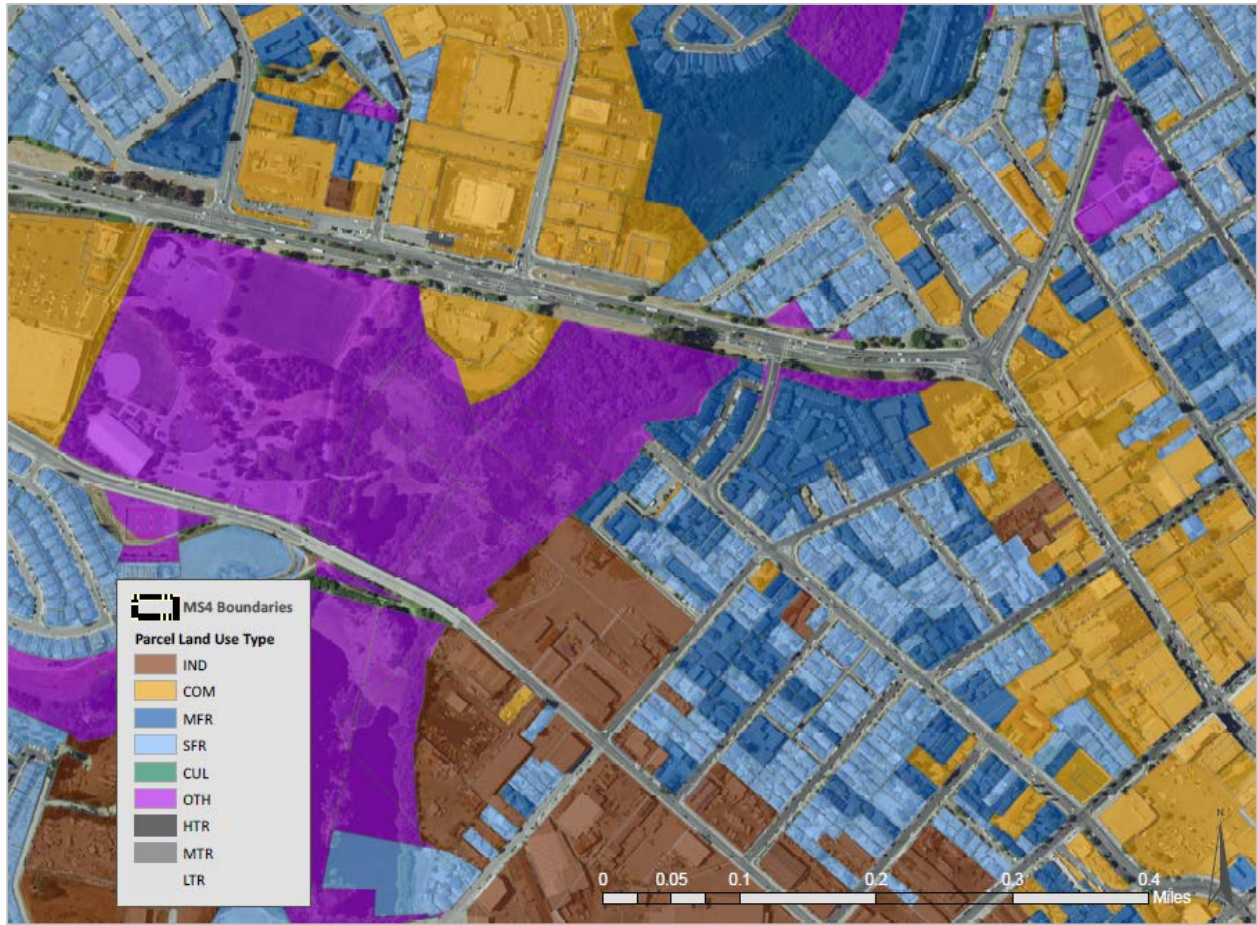 MS4 Boundaries
Parcel Land Use Type
IND
COM
MFR
SFR
CUL
OTH
HTR
MTR
LTR
N
0 0.05 0.1 0.2 0.3 0.4
Miles